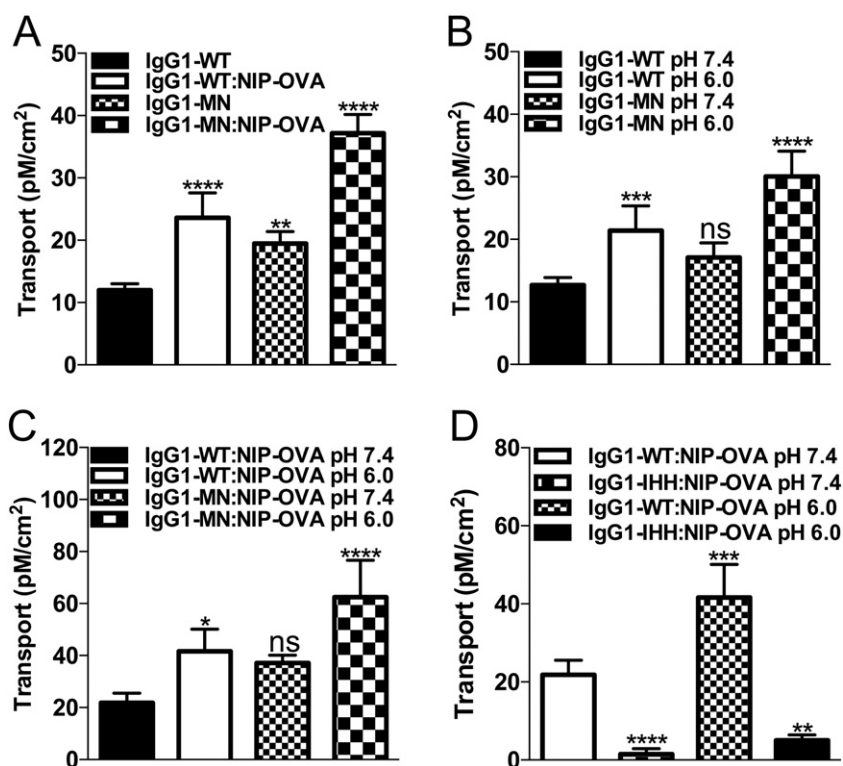 A
50
40
30
20
10
0
Transport (pM/cm²)
IgG1-WT
IgG1-WT:NIP-OVA
IgG1-MN
IgG1-MN:NIP-OVA
****
**
****
B
50
40
30
20
10
0
Transport (pM/cm²)
IgG1-WT pH 7.4
IgG1-WT pH 6.0
IgG1-MN pH 7.4
IgG1-MN pH 6.0
***
ns
****
C
120
100
80
60
40
20
0
Transport (pM/cm²)
IgG1-WT:NIP-OVA pH 7.4
IgG1-WT:NIP-OVA pH 6.0
IgG1-MN:NIP-OVA pH 7.4
IgG1-MN:NIP-OVA pH 6.0
*
ns
****
D
80
60
40
20
0
Transport (pM/cm²)
IgG1-WT:NIP-OVA pH 7.4
IgG1-IHH:NIP-OVA pH 7.4
IgG1-WT:NIP-OVA pH 6.0
IgG1-IHH:NIP-OVA pH 6.0
****
***
**